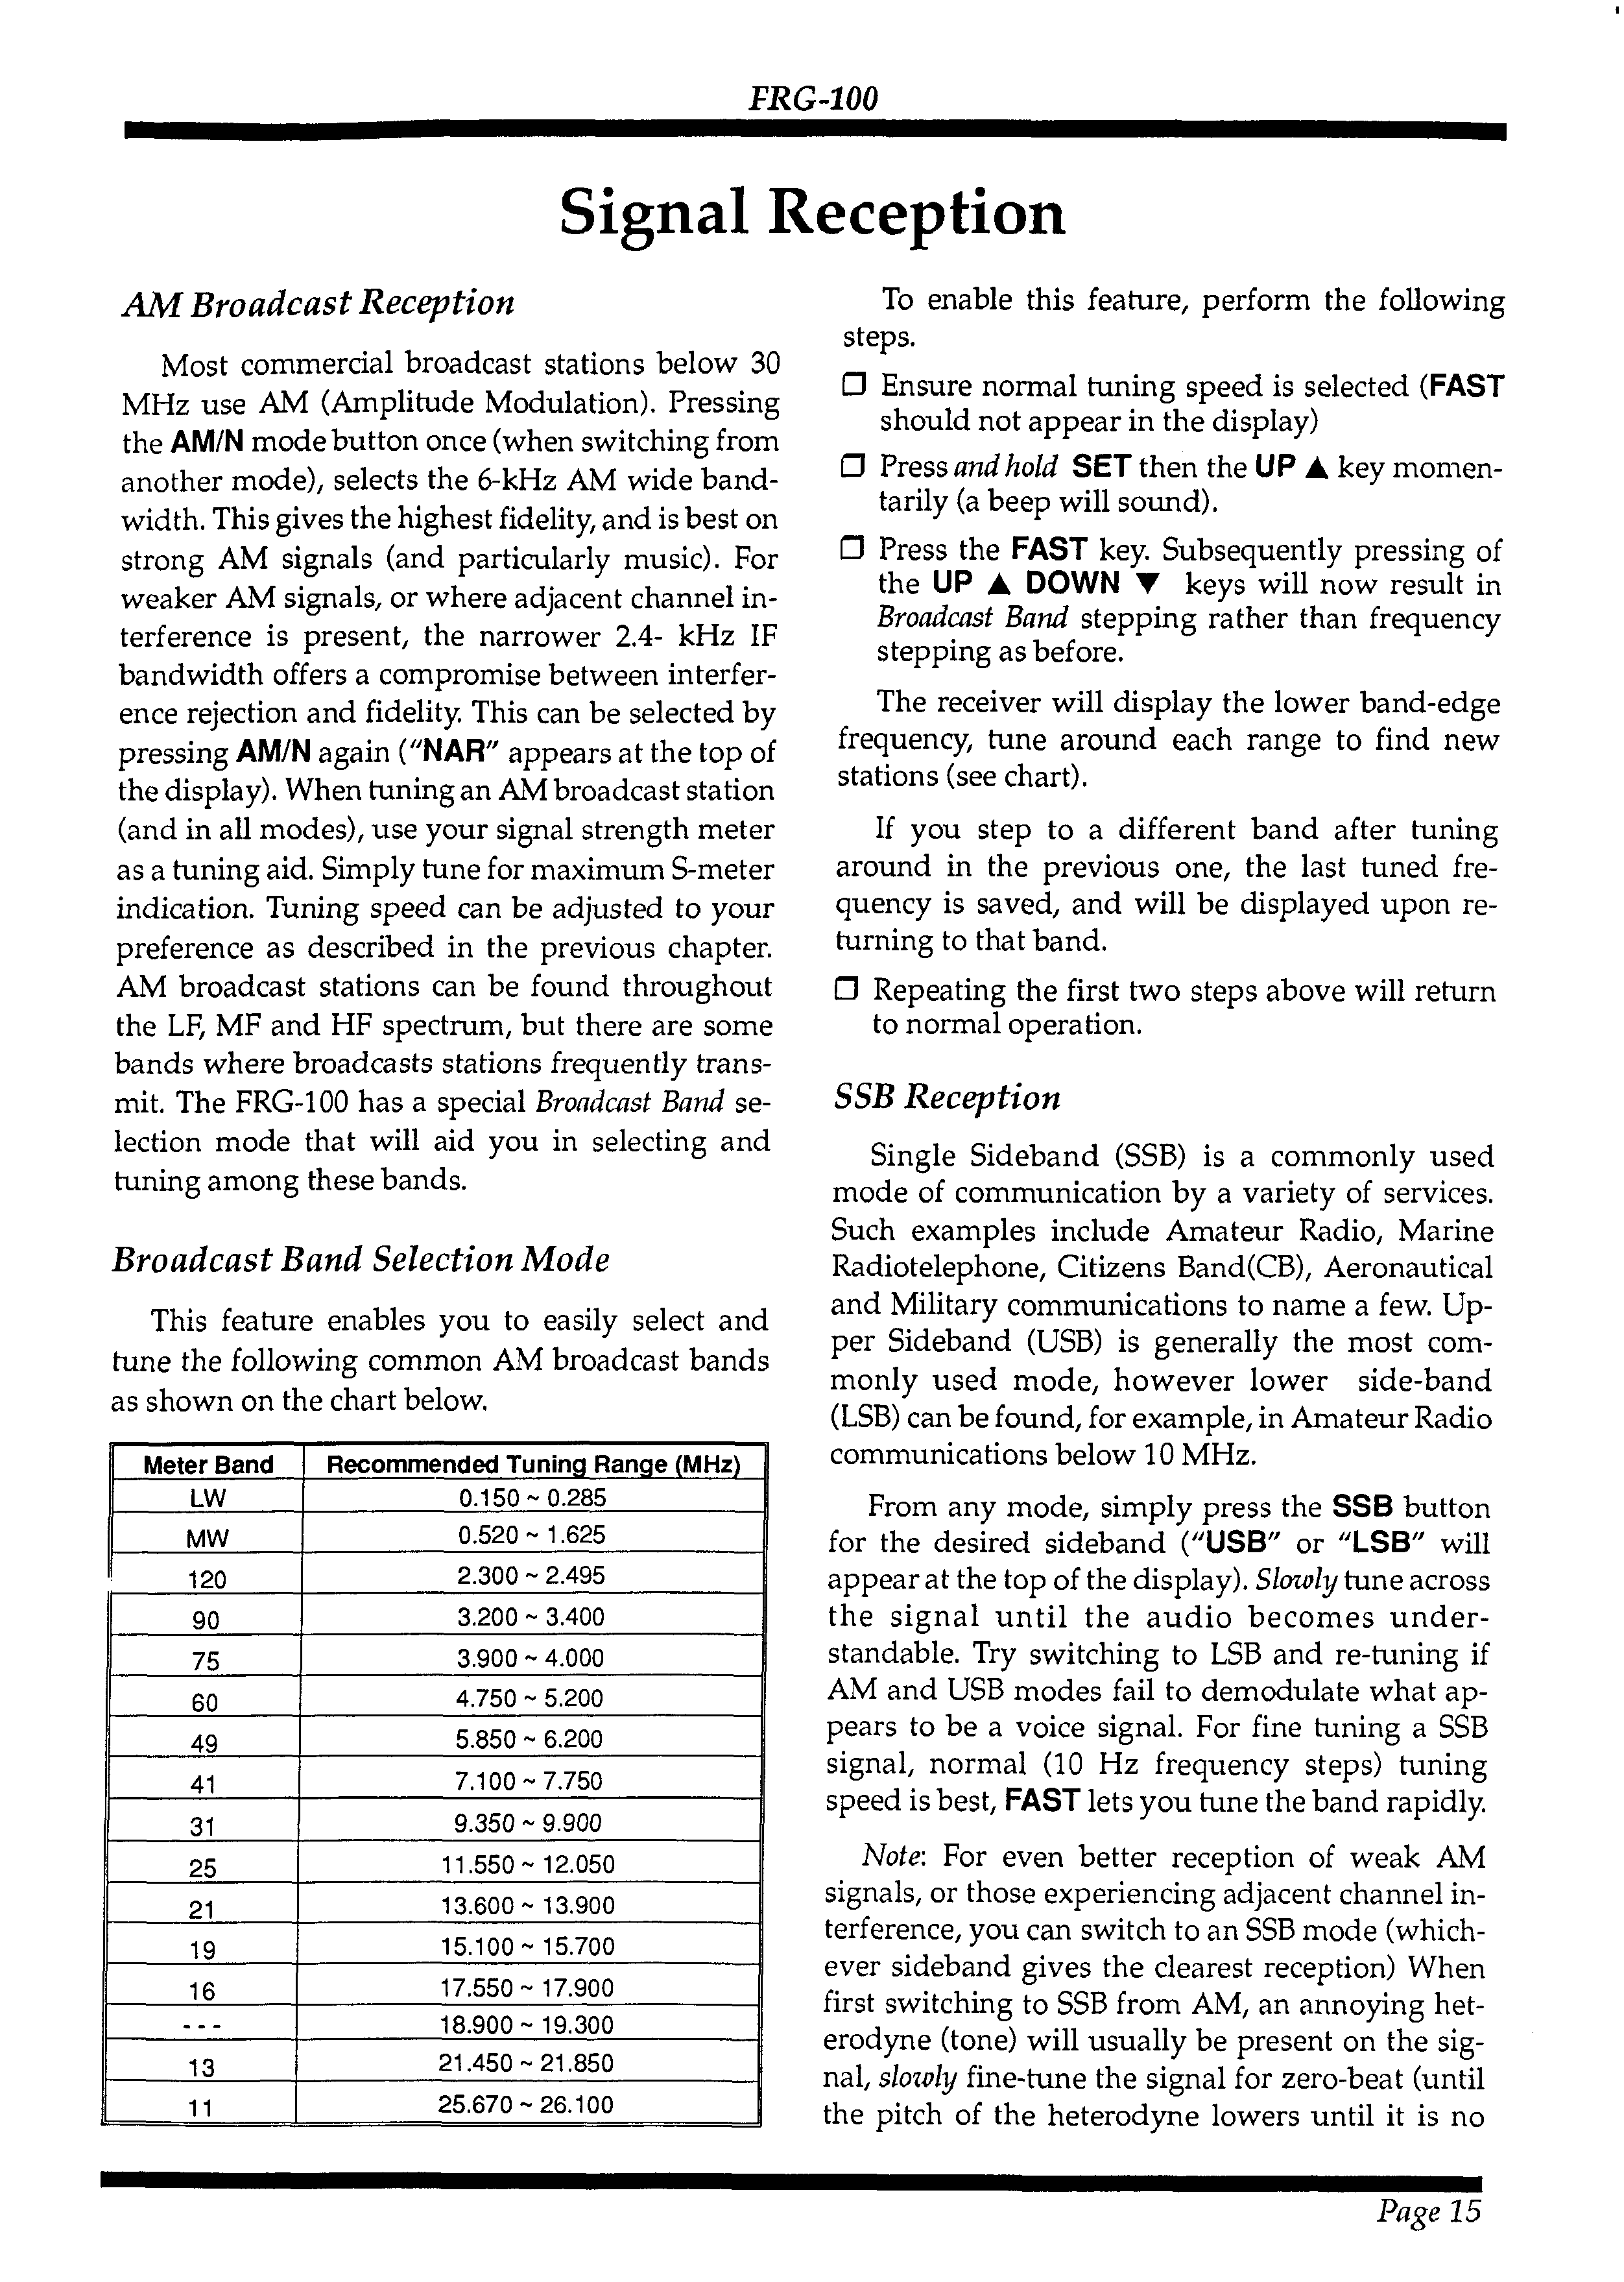 FRG-100
Signal Reception
AM Broadcast Reception
Most commercial broadcast stations below 30
MHz use AM (Amplitude Modulation). Pressing
the AM/N mode button once (when switching from
another mode), selects the 6-kHz AM wide band-
width. This gives the highest fidelity, and is best on
strong AM signals (and particularly music). For
weaker AM signals, or where adjacent channel in-
terference is present, the narrower 2.4- kHz IF
bandwidth offers a compromise between interfer-
ence rejection and fidelity. This can be selected by
pressing AM/N again ("NAR" appears at the top of
the display). When tuning an AM broadcast station
(and in all modes), use your signal strength meter
as a tuning aid. Simply tune for maximum S-meter
indication. Tuning speed can be adjusted to your
preference as described in the previous chapter.
AM broadcast stations can be found throughout
the LF, MF and HF spectrum, but there are some
bands where broadcasts stations frequently trans-
mit. The FRG-100 has a special Broadcast Band se-
lection mode that will aid you in selecting and
tuning among these bands.
Broadcast Band Selection Mode
This feature enables you to easily select and
tune the following common AM broadcast bands
as shown on the chart below.
Meter Band Recommended Tuning Range (MHz)
LW 0.150 ~ 0.285
MW 0.520 ~ 1.625
120 2.300 ~ 2.495
90 3.200 ~ 3.400
75 3.900 ~ 4.000
60 4.750 ~ 5.200
49 5.850 ~ 6.200
41 7.100 ~ 7.750
31 9.350 ~ 9.900
25 11.550 ~ 12.050
21 13.600 ~ 13.900
19 15.100 ~ 15.700
16 17.550 ~ 17.900
--- 18.900 ~ 19.300
13 21.450 ~ 21.850
11 25.670 ~ 26.100
To enable this feature, perform the following
steps.
❒ Ensure normal tuning speed is selected (FAST
should not appear in the display)
❒ Press and hold SET then the UP ▲ key momen-
tarily (a beep will sound).
❒ Press the FAST key. Subsequently pressing of
the UP ▲ DOWN ▼ keys will now result in
Broadcast Band stepping rather than frequency
stepping as before.
The receiver will display the lower band-edge
frequency, tune around each range to find new
stations (see chart).
If you step to a different band after tuning
around in the previous one, the last tuned fre-
quency is saved, and will be displayed upon re-
turning to that band.
❒ Repeating the first two steps above will return
to normal operation.
SSB Reception
Single Sideband (SSB) is a commonly used
mode of communication by a variety of services.
Such examples include Amateur Radio, Marine
Radiotelephone, Citizens Band(CB), Aeronautical
and Military communications to name a few. Up-
per Sideband (USB) is generally the most com-
monly used mode, however lower side-band
(LSB) can be found, for example, in Amateur Radio
communications below 10 MHz.
From any mode, simply press the SSB button
for the desired sideband ("USB" or "LSB" will
appear at the top of the display). Slowly tune across
the signal until the audio becomes under-
standable. Try switching to LSB and re-tuning if
AM and USB modes fail to demodulate what ap-
pears to be a voice signal. For fine tuning a SSB
signal, normal (10 Hz frequency steps) tuning
speed is best, FAST lets you tune the band rapidly.
Note: For even better reception of weak AM
signals, or those experiencing adjacent channel in-
terference, you can switch to an SSB mode (which-
ever sideband gives the clearest reception) When
first switching to SSB from AM, an annoying het-
erodyne (tone) will usually be present on the sig-
nal, slowly fine-tune the signal for zero-beat (until
the pitch of the heterodyne lowers until it is no
Page 15